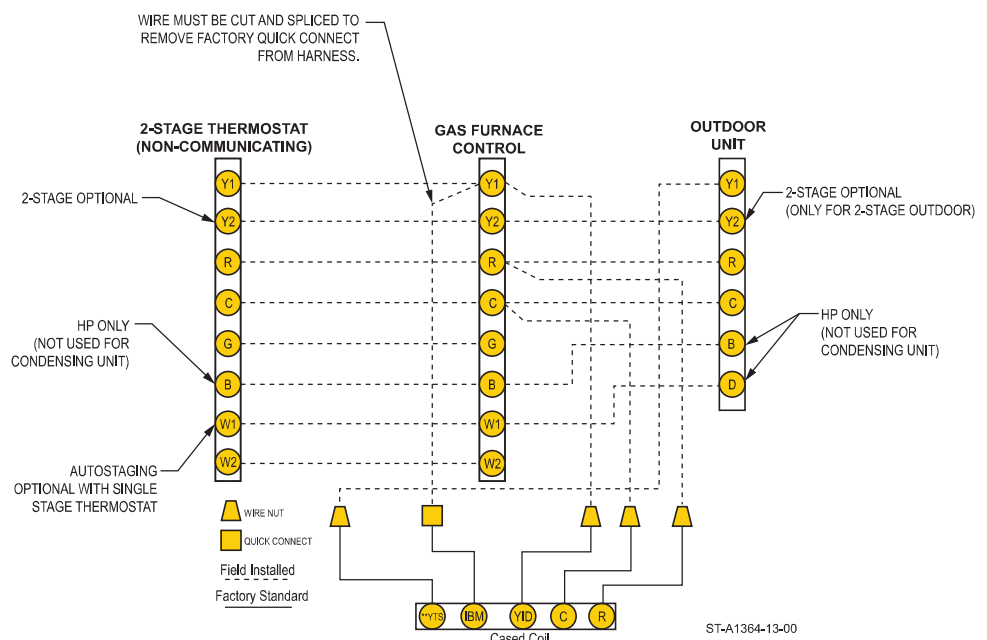 WIRE MUST BE CUT AND SPLICED TO
REMOVE FACTORY QUICK CONNECT
FROM HARNESS.
2-STAGE THERMOSTAT
(NON-COMMUNICATING)
GAS FURNACE
CONTROL
OUTDOOR
UNIT
2-STAGE OPTIONAL
HP ONLY
(NOT USED FOR
CONDENSING UNIT)
AUTOSTAGING
OPTIONAL WITH SINGLE
STAGE THERMOSTAT
Y1
Y2
R
C
G
B
W1
W2
Y1
Y2
R
C
G
B
W1
W2
Y1
Y2
R
C
B
D
2-STAGE OPTIONAL
(ONLY FOR 2-STAGE OUTDOOR)
HP ONLY
(NOT USED FOR
CONDENSING UNIT)
WIRE NUT
QUICK CONNECT
Field Installed
Factory Standard
**YTS
IBM
YID
C
R
Cased Coil
ST-A1364-13-00